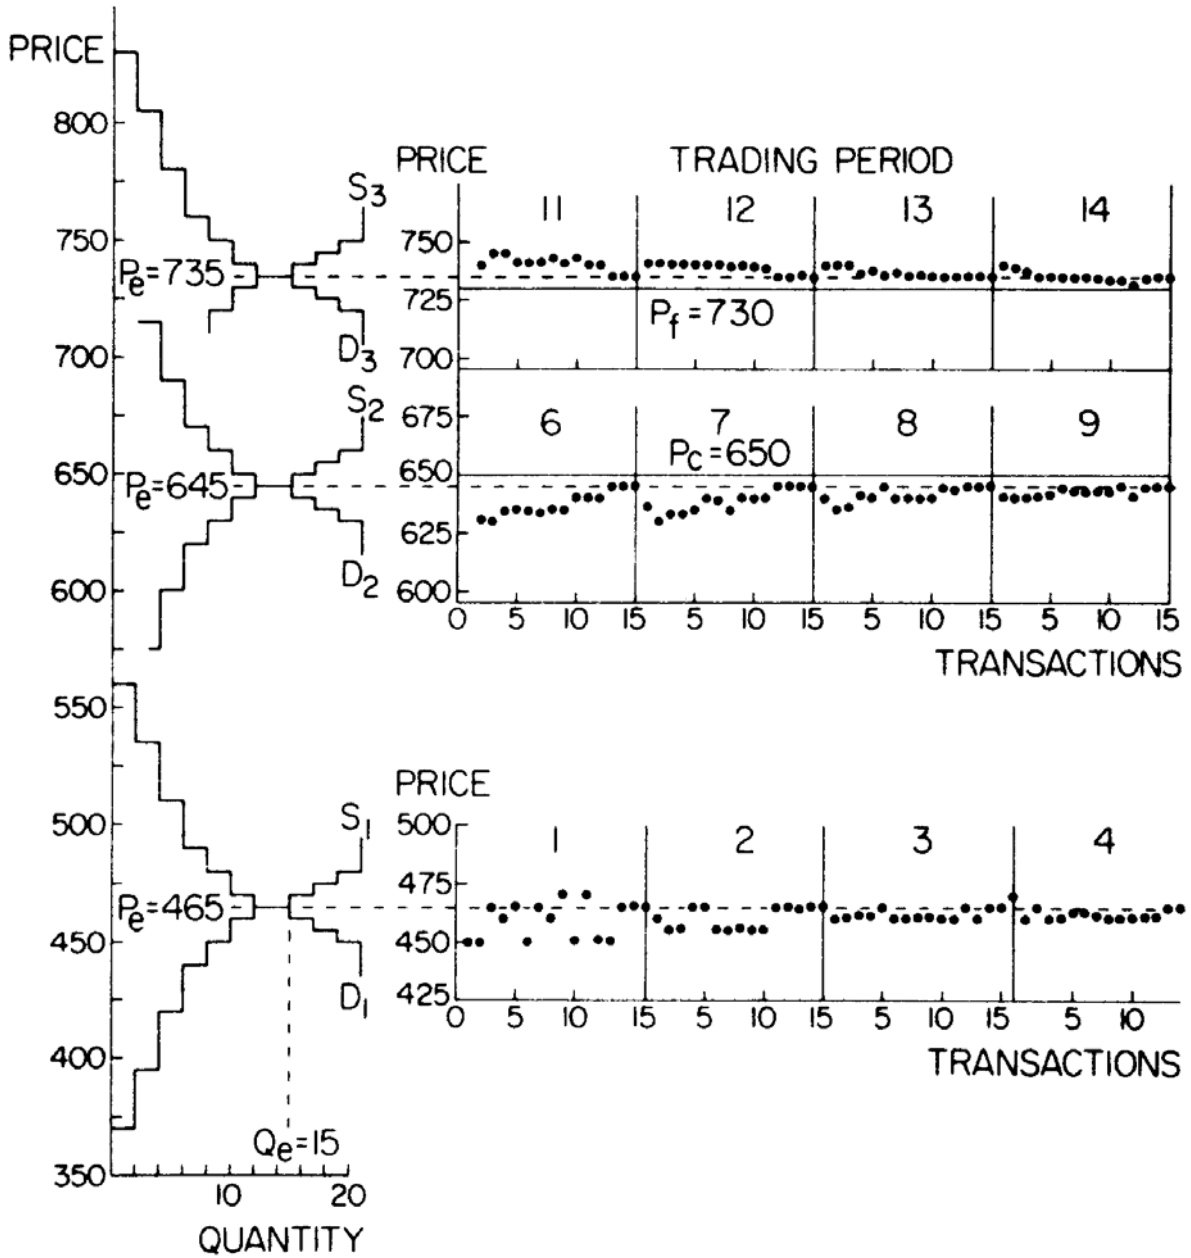 PRICE
800
750
700
650
600
550
500
450
400
350
10 20
QUANTITY
S3
Pe=735
D3
S2
Pe=645
D2
S1
Pe=465
D1
Qe=15
PRICE TRADING PERIOD
11 12 13 14
750
725
700
Pf=730
675
650
625
600
6 7 8 9
Pc=650
0 5 10 15 5 10 15 5 10 15 5 10 15
TRANSACTIONS
PRICE
500
475
450
425
1 2 3 4
0 5 10 15 5 10 15 5 10 15 5 10
TRANSACTIONS